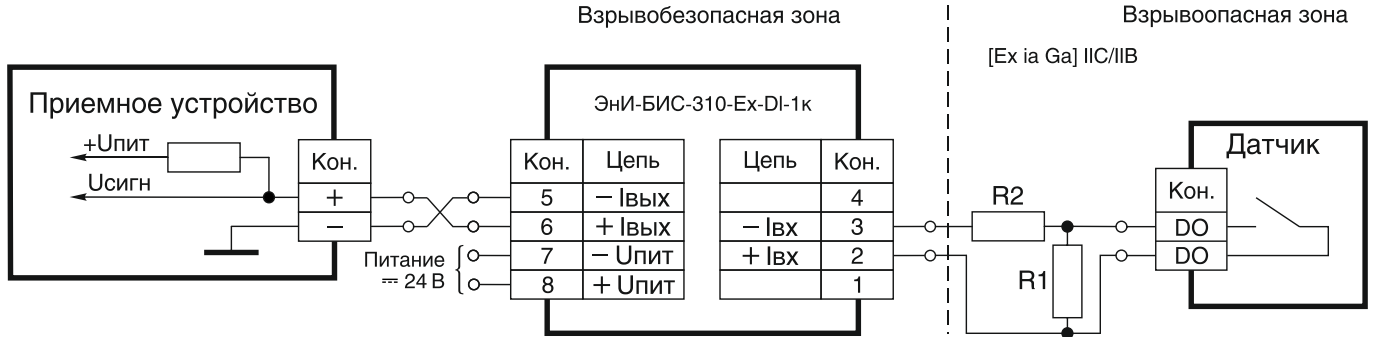 Взрывобезопасная зона
Взрывоопасная зона
[Ex ia Ga] IIC/IIB
Приемное устройство
+Uпит
Uсигн
Кон.
+
−
ЭнИ-БИС-310-Ex-DI-1к
Кон. Цепь
5 − Iвых
6 + Iвых
7 − Uпит
8 + Uпит
Питание
⎓ 24 В
Цепь Кон.
4
− Iвх 3
+ Iвх 2
1
R2
R1
Датчик
Кон.
DO
DO